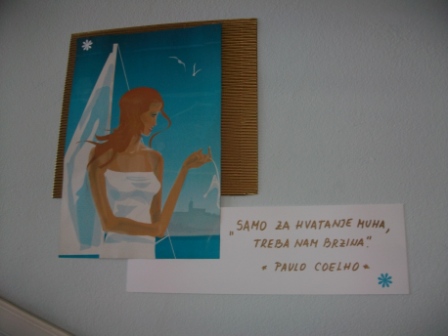 „SAMO ZA HVATANJE MUHA,
TREBA NAM BRZINA."
* PAULO COELHO *